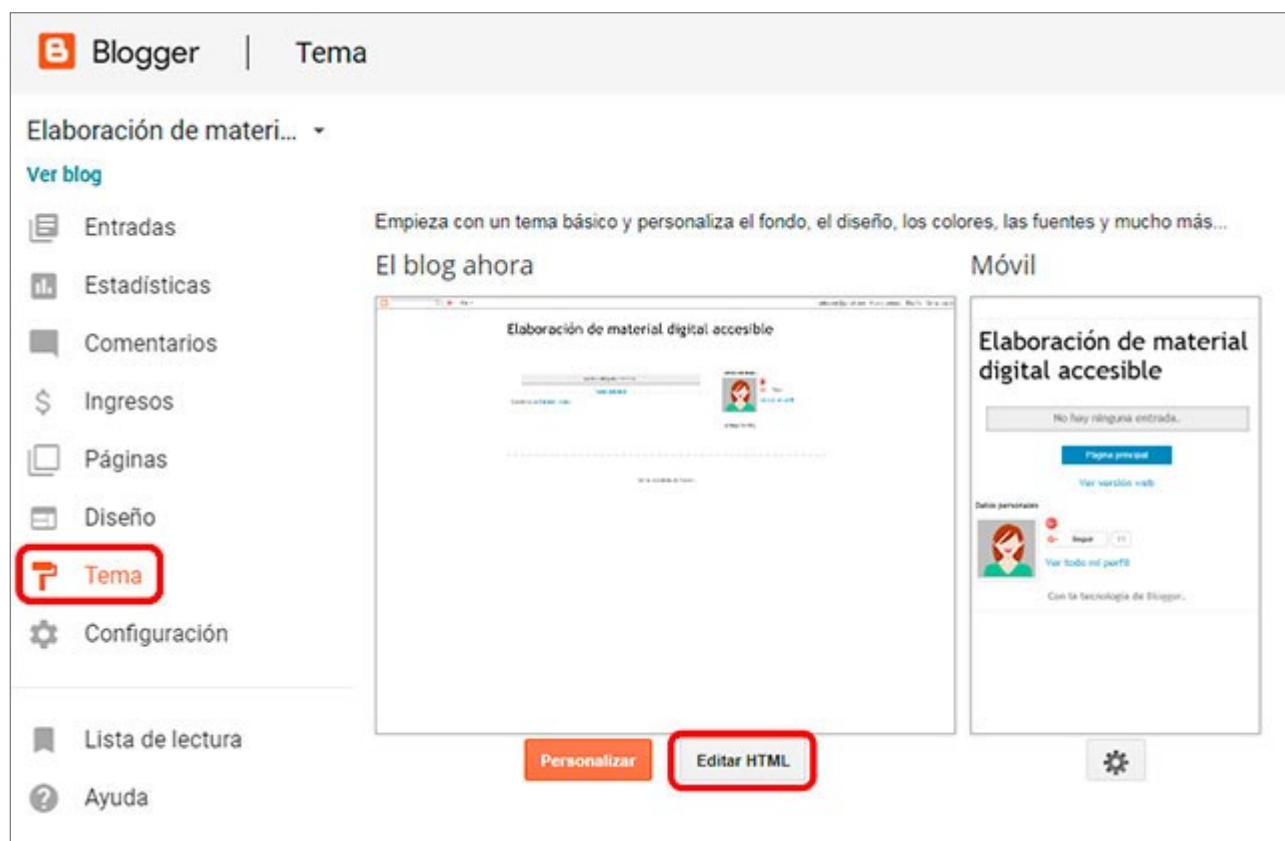 Blogger | Tema
Elaboración de materi...
Ver blog
Entradas
Estadísticas
Comentarios
Ingresos
Páginas
Diseño
Tema
Configuración
Lista de lectura
Ayuda
Empieza con un tema básico y personaliza el fondo, el diseño, los colores, las fuentes y mucho más...
El blog ahora
Elaboración de material digital accesible
Personalizar
Editar HTML
Móvil
Elaboración de material
digital accesible
No hay ninguna entrada.
Página principal
Ver versión web
Datos personales
Seguir
Ver todo mi perfil
Con la tecnología de Blogger.